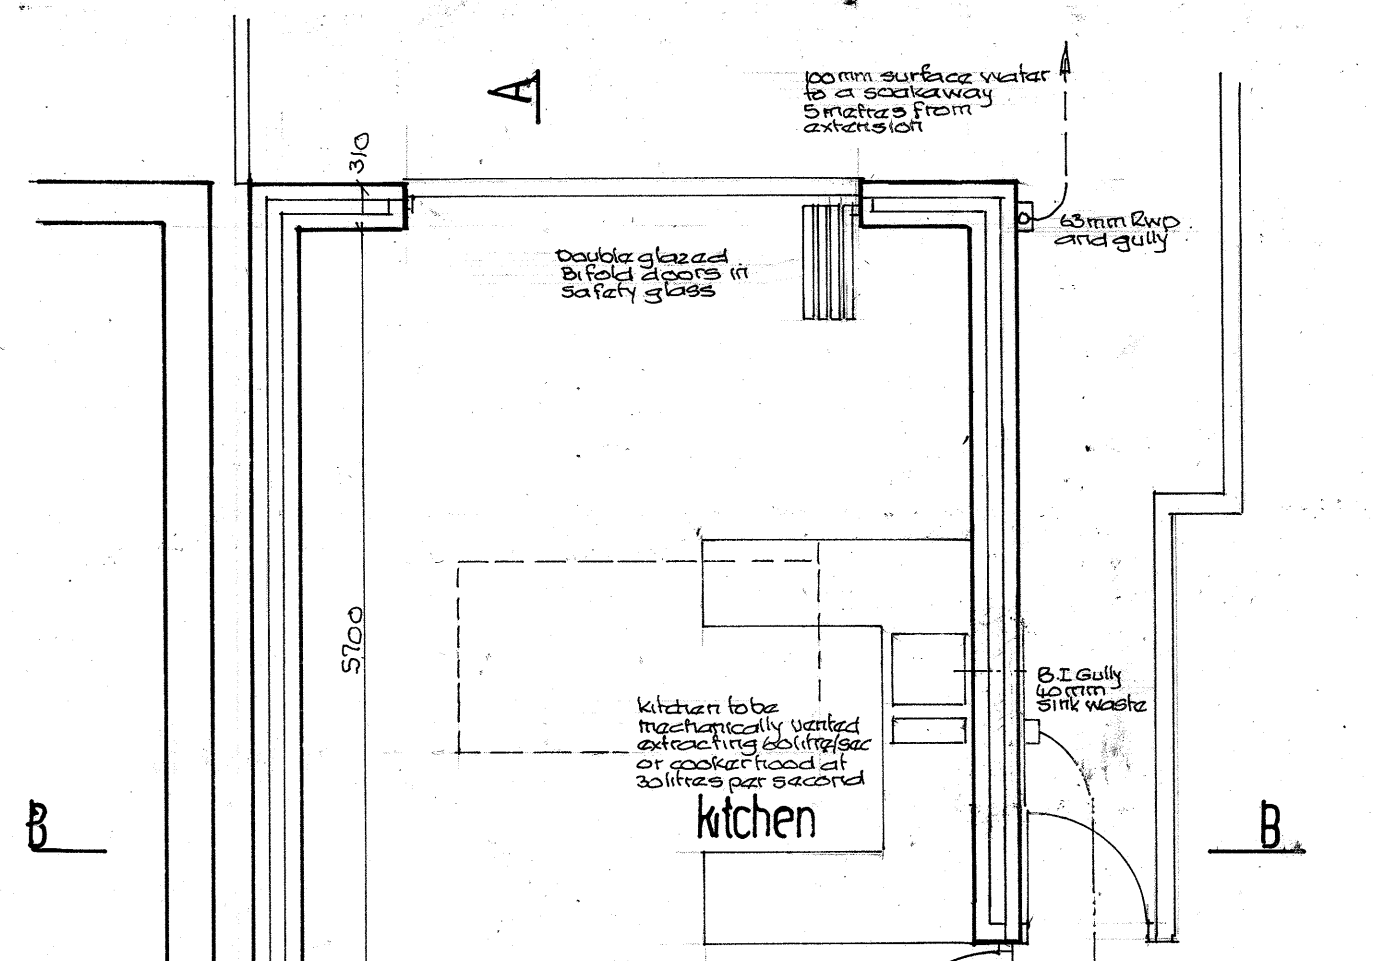 A
100mm surface water
to a soakaway
5 metres from
extension
310
63mm Rwp
and gully
Double glazed
Bifold doors in
safety glass
5700
B.I Gully
40mm
sink waste
kitchen to be
mechanically vented
extracting 60litre/sec
or cookerhood at
30litres per second
kitchen
B
B